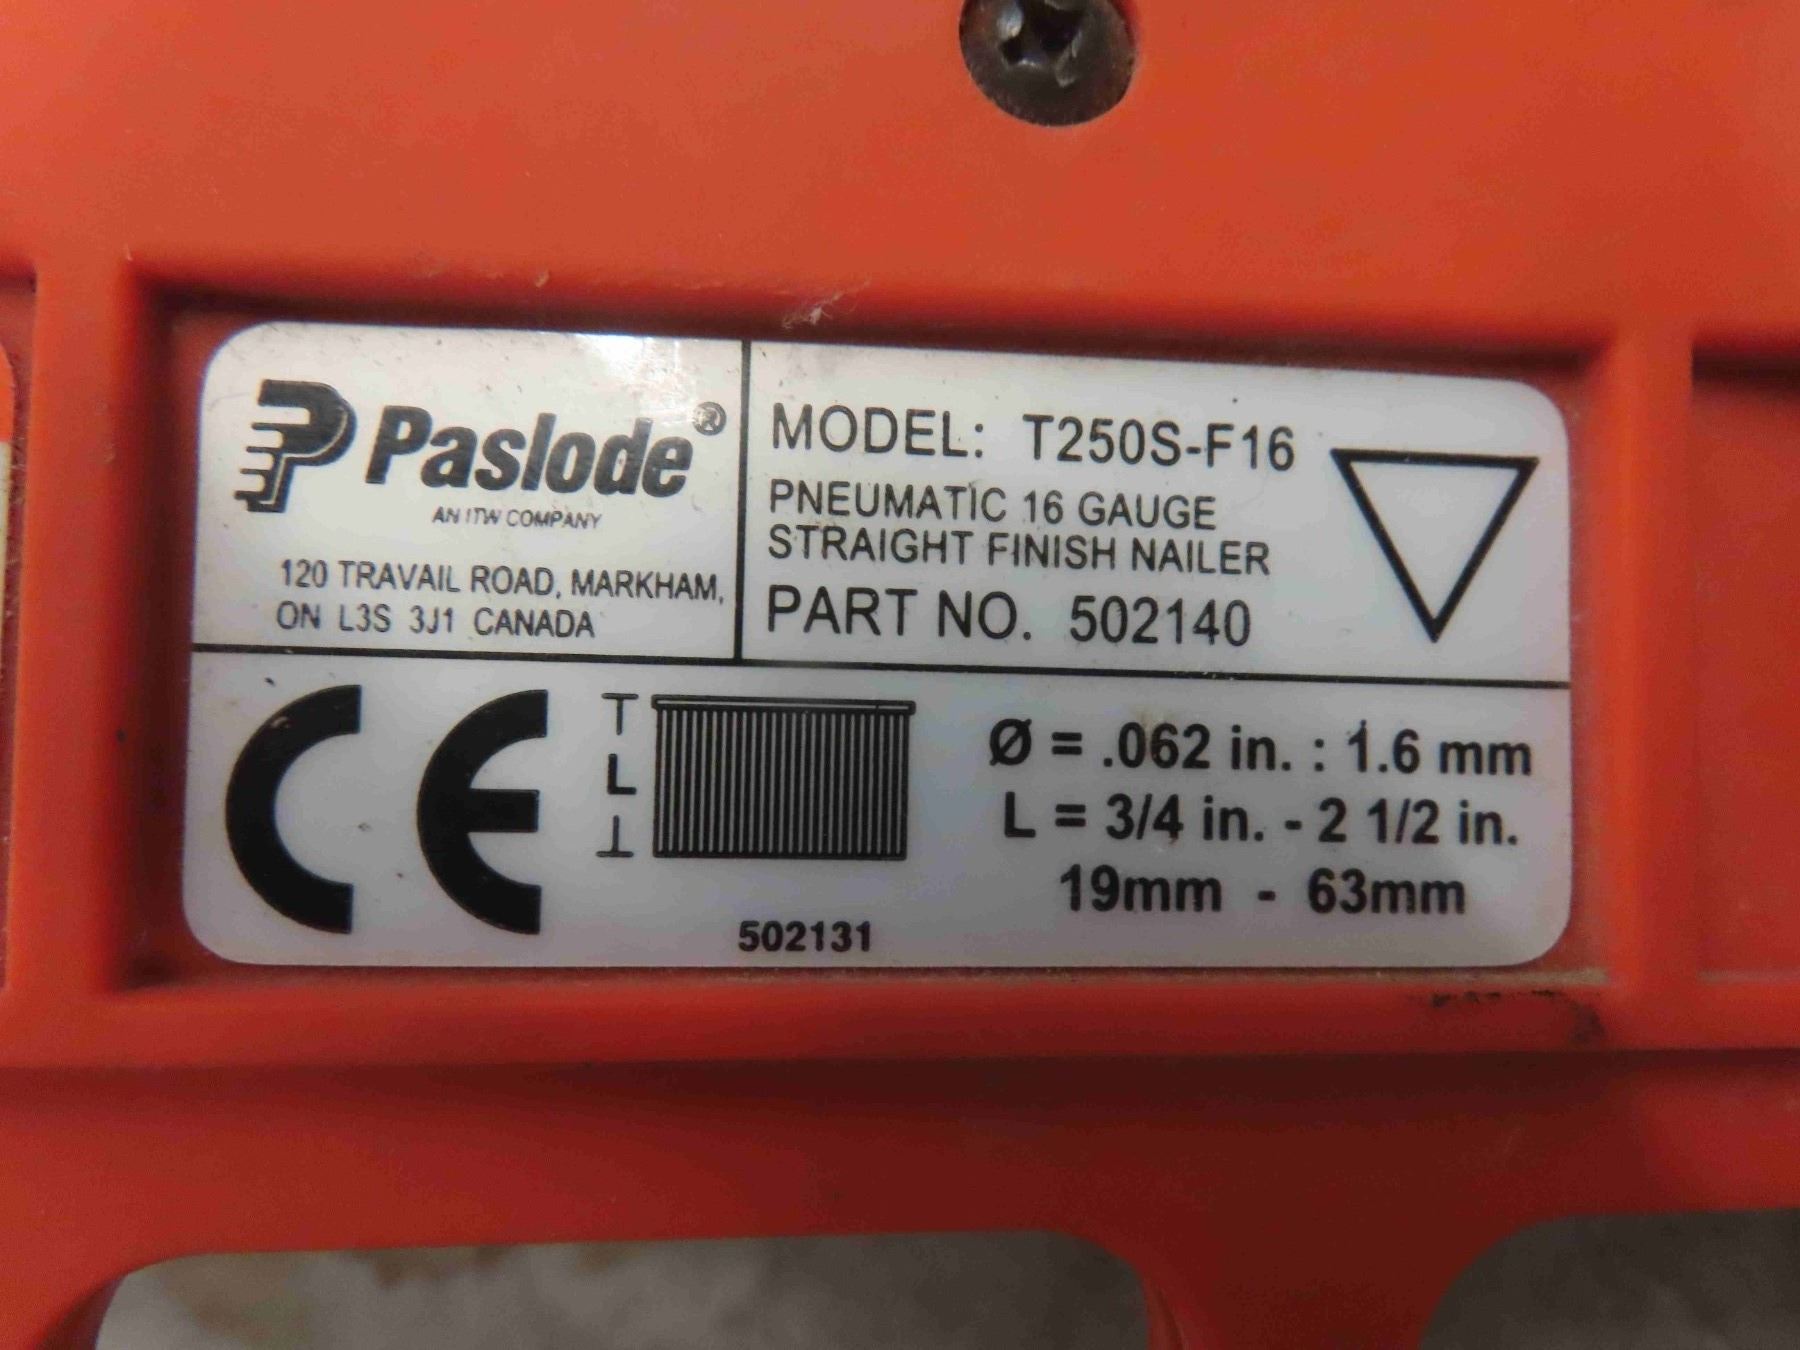 Paslode®
AN ITW COMPANY
120 TRAVAIL ROAD, MARKHAM,
ON L3S 3J1 CANADA
MODEL: T250S-F16
PNEUMATIC 16 GAUGE
STRAIGHT FINISH NAILER
PART NO. 502140
CE
L
502131
Ø = .062 in. : 1.6 mm
L = 3/4 in. - 2 1/2 in.
19mm - 63mm